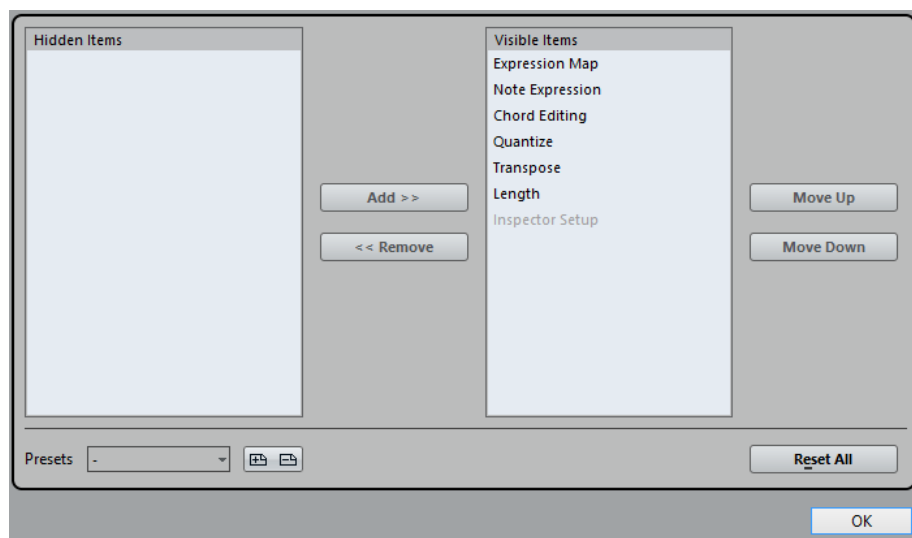 Hidden Items
Visible Items
Expression Map
Note Expression
Chord Editing
Quantize
Transpose
Length
Inspector Setup
Add >>
<< Remove
Move Up
Move Down
Presets
-
Reset All
OK